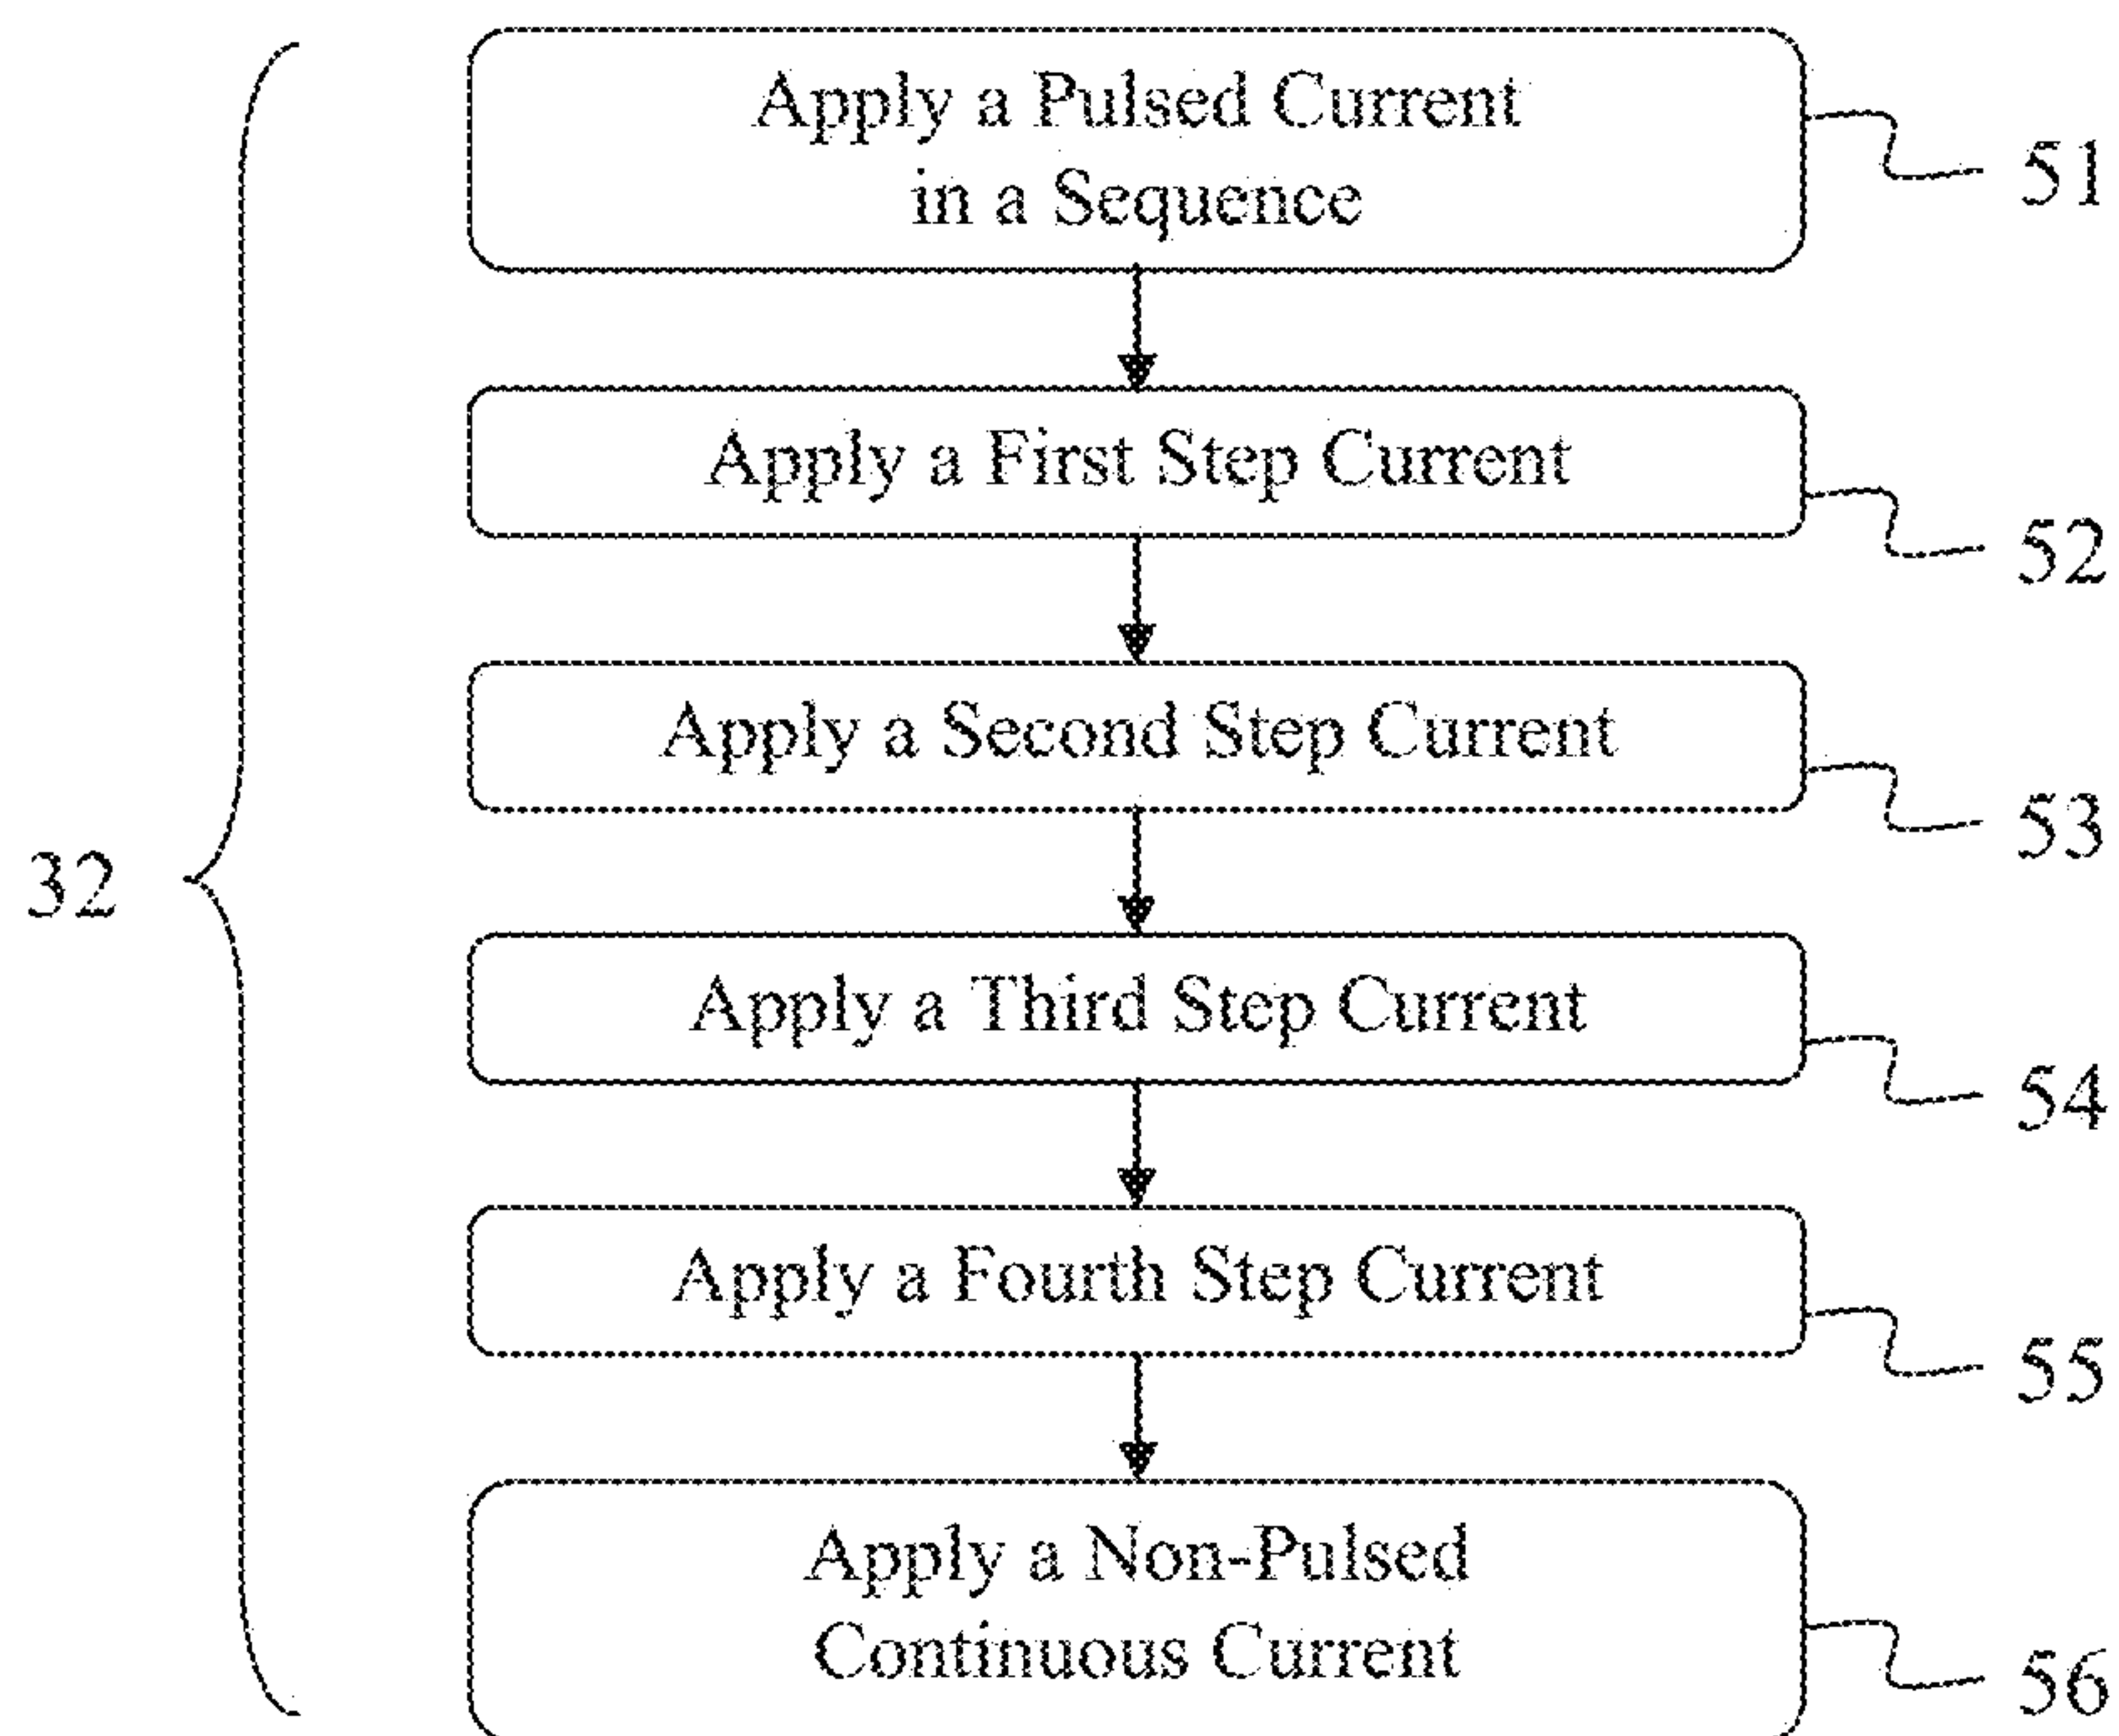 Apply a Pulsed Current
in a Sequence
51
Apply a First Step Current
52
Apply a Second Step Current
53
32
Apply a Third Step Current
54
Apply a Fourth Step Current
55
Apply a Non-Pulsed
Continuous Current
56